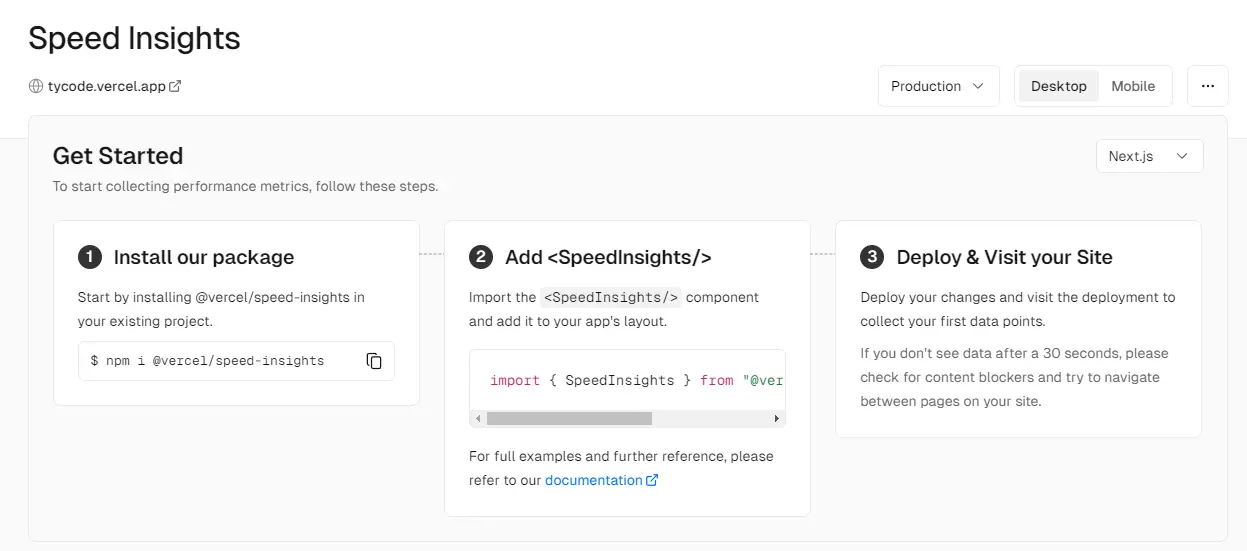 Speed Insights
tycode.vercel.app
Production
Desktop
Mobile
...
Get Started
Next.js
To start collecting performance metrics, follow these steps.
1 Install our package
Start by installing @vercel/speed-insights in
your existing project.
$ npm i @vercel/speed-insights
2 Add <SpeedInsights/>
Import the <SpeedInsights/> component
and add it to your app's layout.
import { SpeedInsights } from "@ver
For full examples and further reference, please
refer to our documentation
3 Deploy & Visit your Site
Deploy your changes and visit the deployment to
collect your first data points.
If you don't see data after a 30 seconds, please
check for content blockers and try to navigate
between pages on your site.